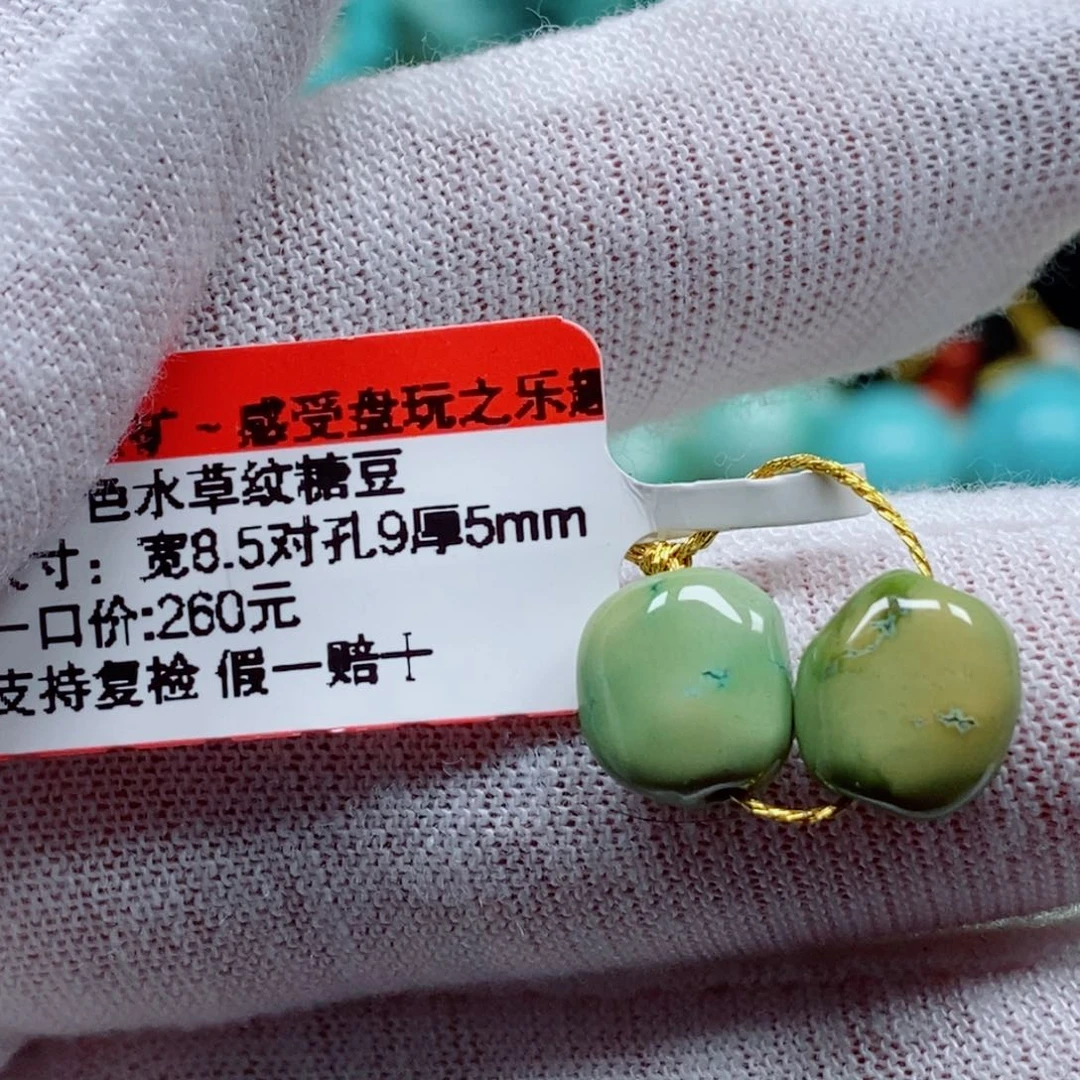 ~感受盘玩之乐趣
色水草纹糖豆
寸：宽8.5对孔9厚5mm
一口价:260元
支持复检 假一赔十